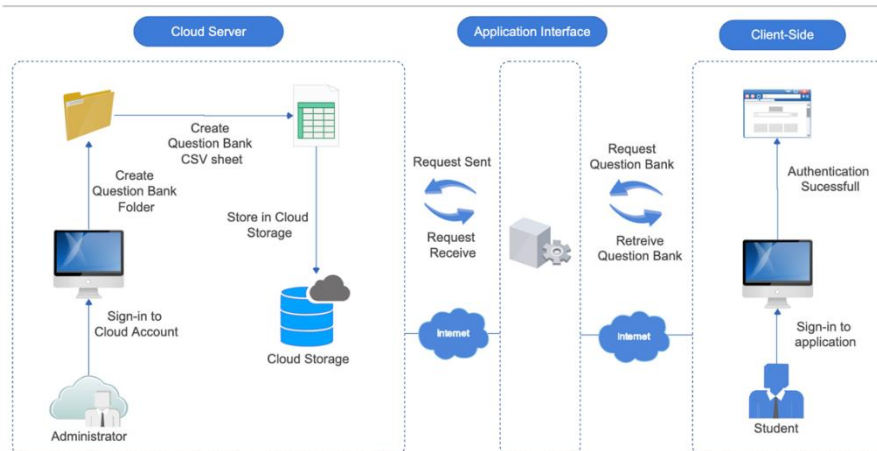 Cloud Server
Application Interface
Client-Side
Create
Question Bank
CSV sheet
Create
Question Bank
Folder
Store in Cloud
Storage
Sign-in to
Cloud Account
Cloud Storage
Administrator
Request Sent
Request
Receive
Internet
Request
Question Bank
Retreive
Question Bank
Internet
Authentication
Sucessfull
Sign-in to
application
Student